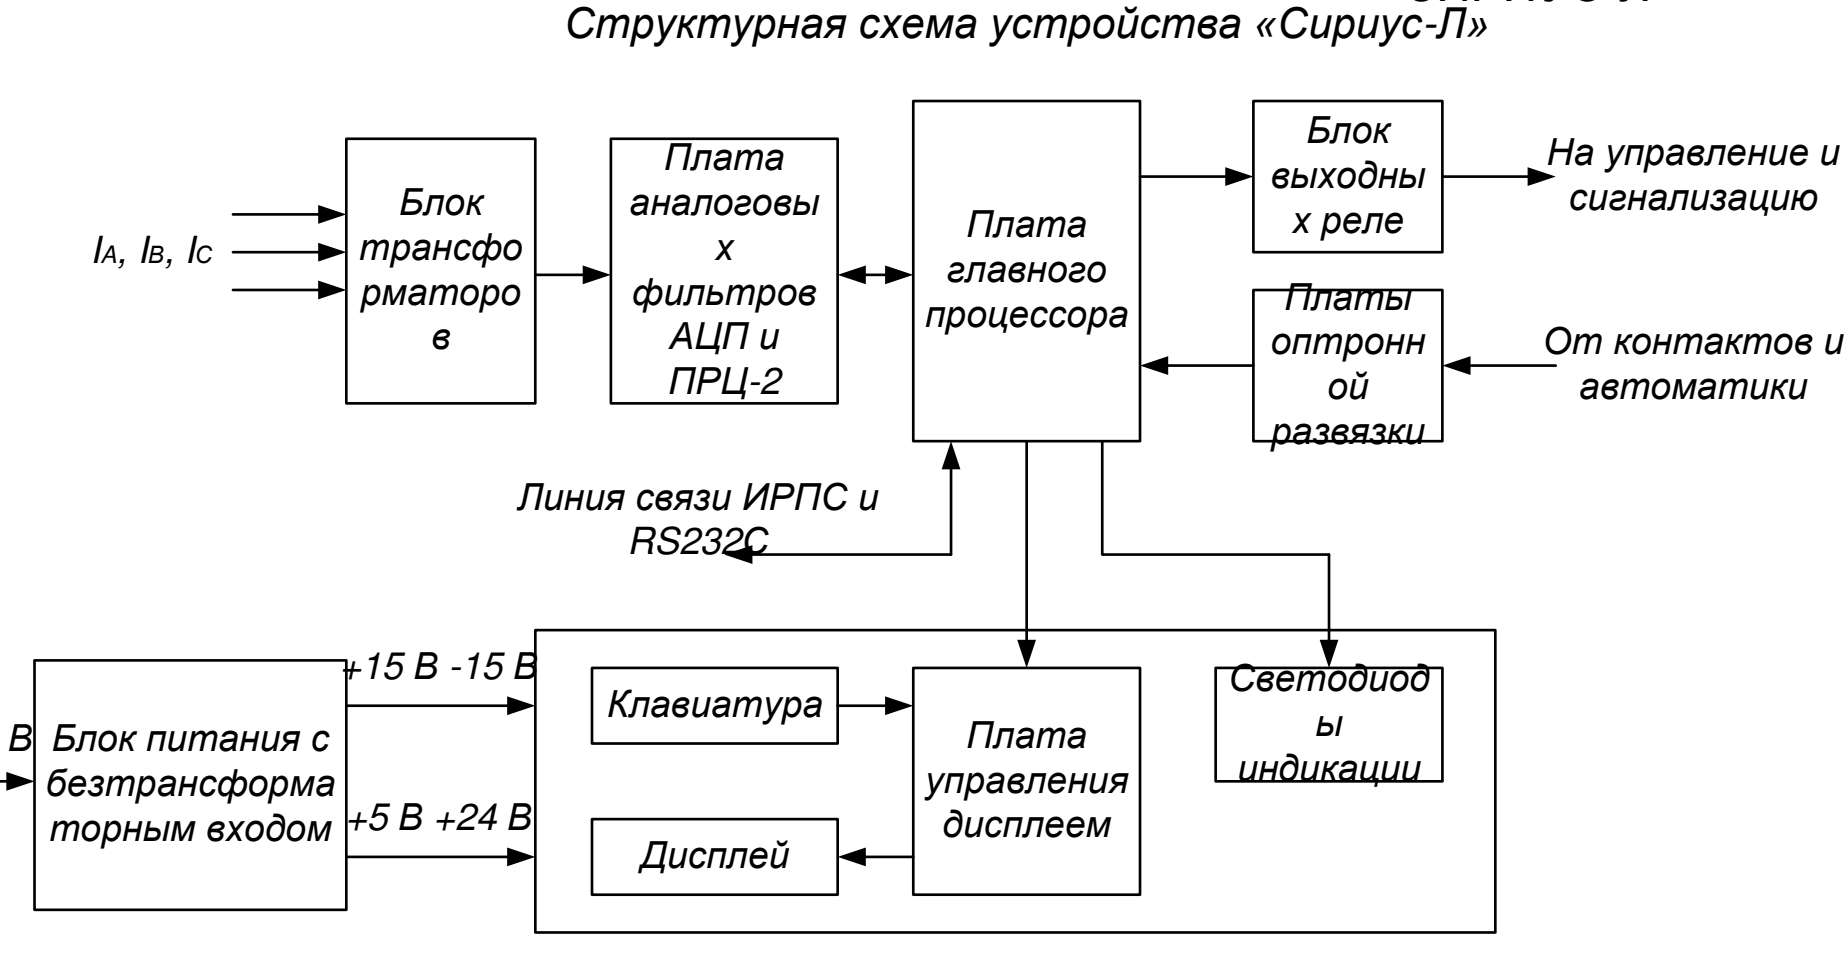 Структурная схема устройства «Сириус-Л»
Блок
трансфо
рматоро
в
Плата
аналоговы
х
фильтров
АЦП и
ПРЦ-2
Плата
главного
процессора
Блок
выходны
х реле
На управление и
сигнализацию
IA, IB, IC
Платы
оптронн
ой
развязки
От контактов и
автоматики
Линия связи ИРПС и
RS232C
+15 В -15 В
В
Блок питания с
безтрансформа
торным входом
+5 В +24 В
Клавиатура
Дисплей
Плата
управления
дисплеем
Светодиод
ы
индикации